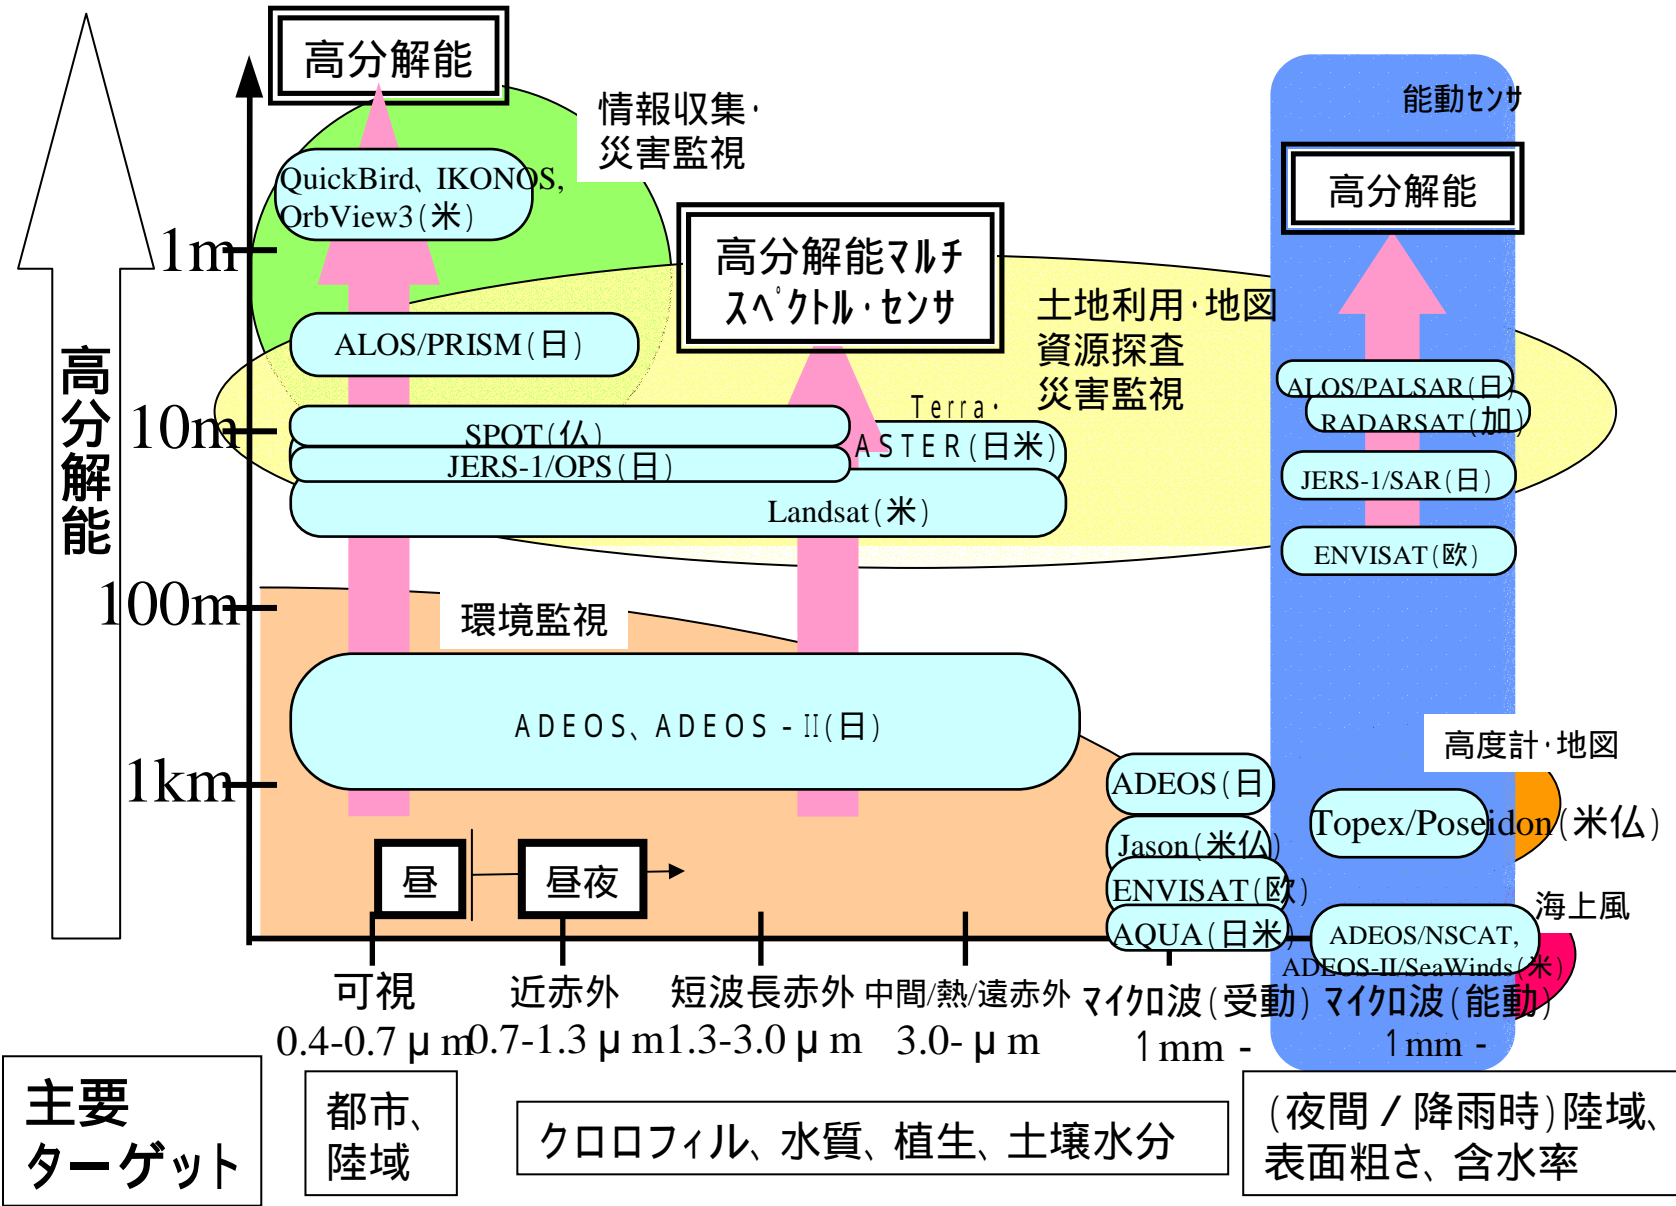 高分解能
高分解能
情報収集・
災害監視
QuickBird、IKONOS,
OrbView3(米)
能動センサ
高分解能
高分解能マルチ
スペクトル・センサ
土地利用・地図
資源探査
災害監視
1m
ALOS/PRISM(日)
ALOS/PALSAR(日)
RADARSAT(加)
10m
SPOT(仏)
Terra・
ASTER(日米)
JERS-1/OPS(日)
JERS-1/SAR(日)
Landsat(米)
ENVISAT(欧)
100m
環境監視
ADEOS、ADEOS-II(日)
高度計・地図
1km
ADEOS(日
Jason(米仏)
Topex/Poseidon(米仏)
昼
昼夜
ENVISAT(欧)
海上風
AQUA(日米)
ADEOS/NSCAT,
ADEOS-II/SeaWinds(米)
可視
0.4-0.7μm
近赤外
0.7-1.3μm
短波長赤外
1.3-3.0μm
中間/熱/遠赤外
3.0-μm
マイクロ波(受動)
1mm-
マイクロ波(能動)
1mm-
主要
ターゲット
都市、
陸域
クロロフィル、水質、植生、土壌水分
(夜間/降雨時)陸域、
表面粗さ、含水率